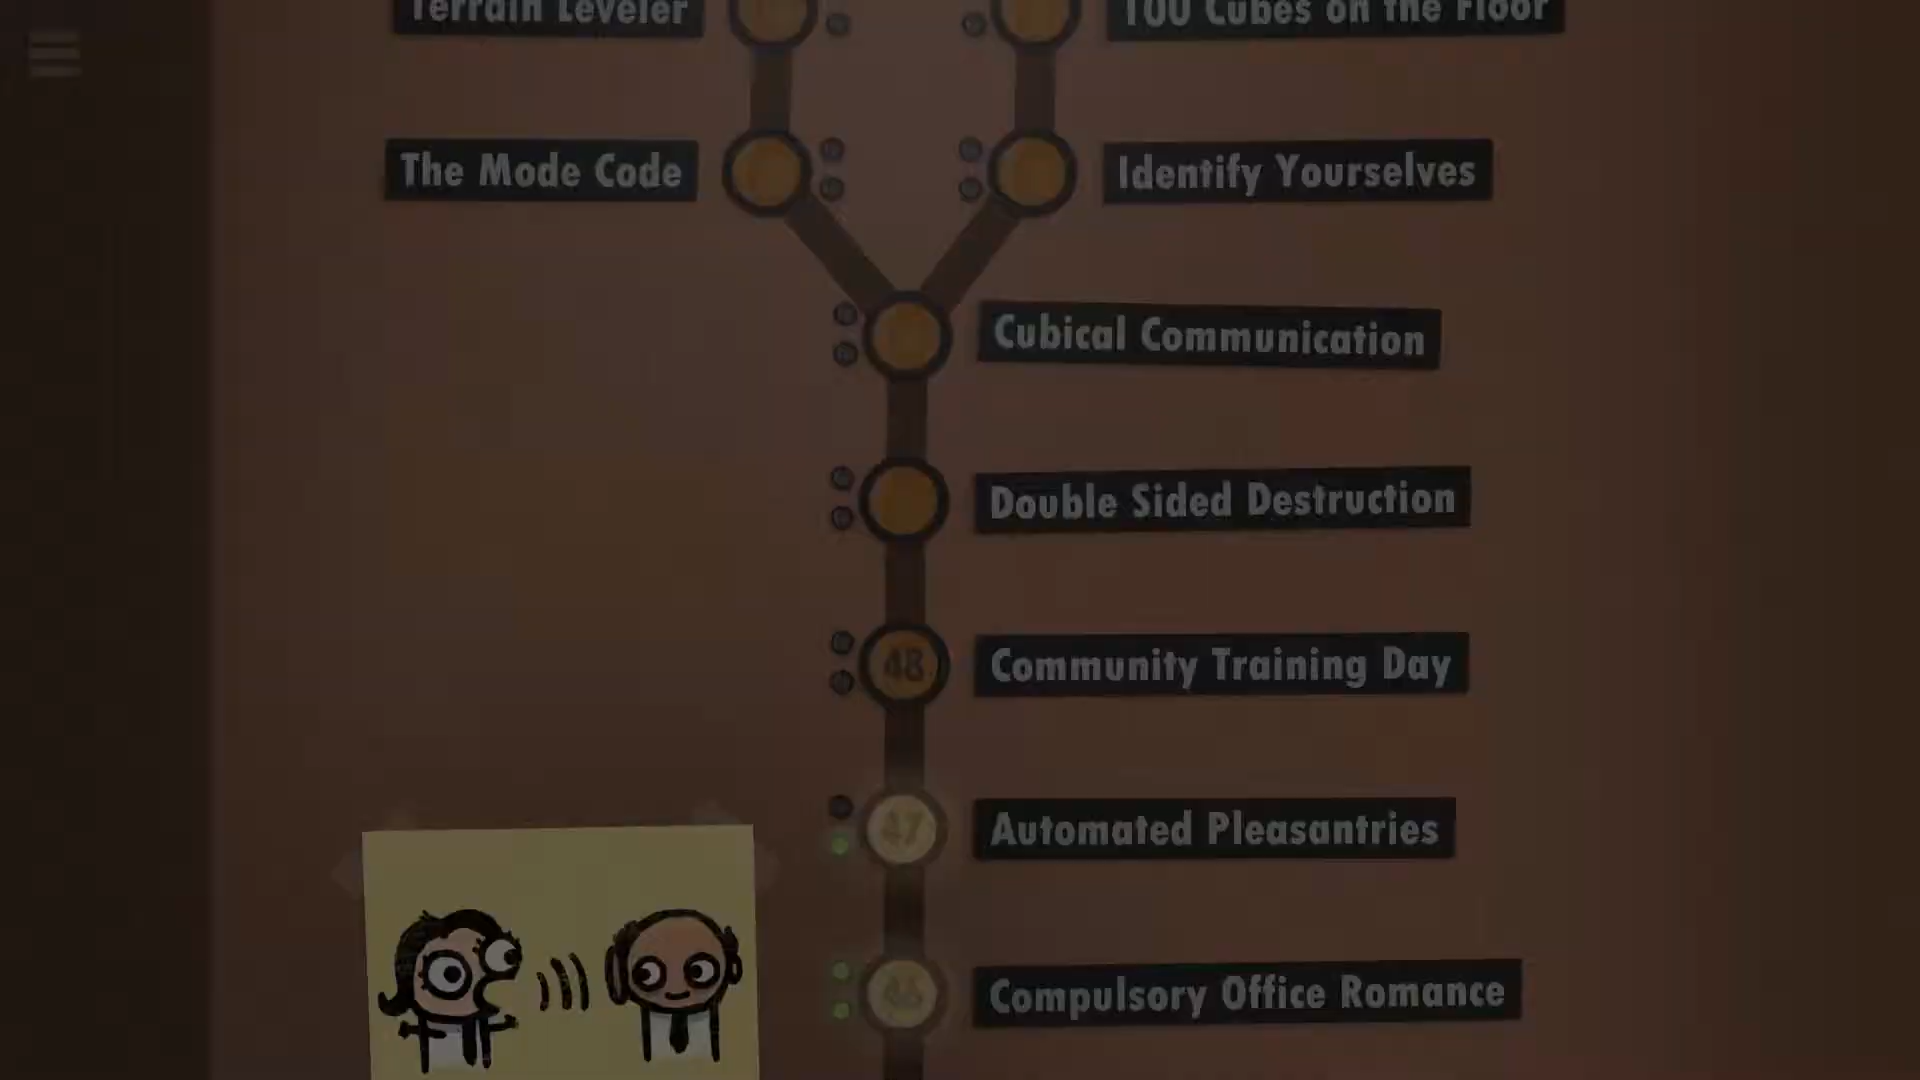 Terrain Leveler
100 Cubes on the Floor
The Mode Code
Identify Yourselves
Cubical Communication
Double Sided Destruction
48 Community Training Day
47 Automated Pleasantries
46 Compulsory Office Romance